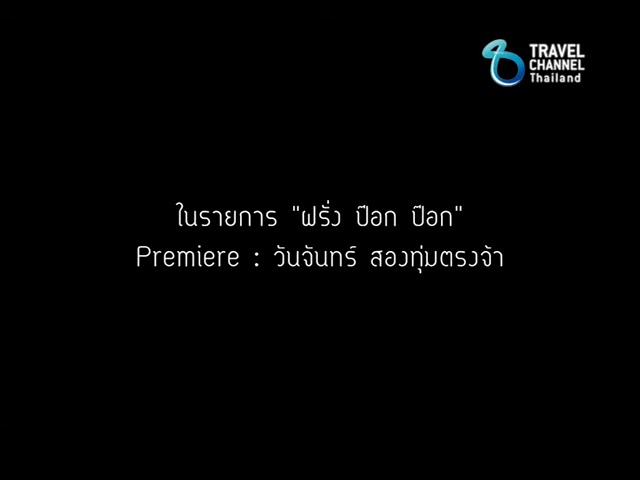 TRAVEL
CHANNEL
Thailand
ในรายการ "ฝรั่ง ป๊อก ป๊อก"
Premiere : วันจันทร์ สองทุ่มตรงจ้า